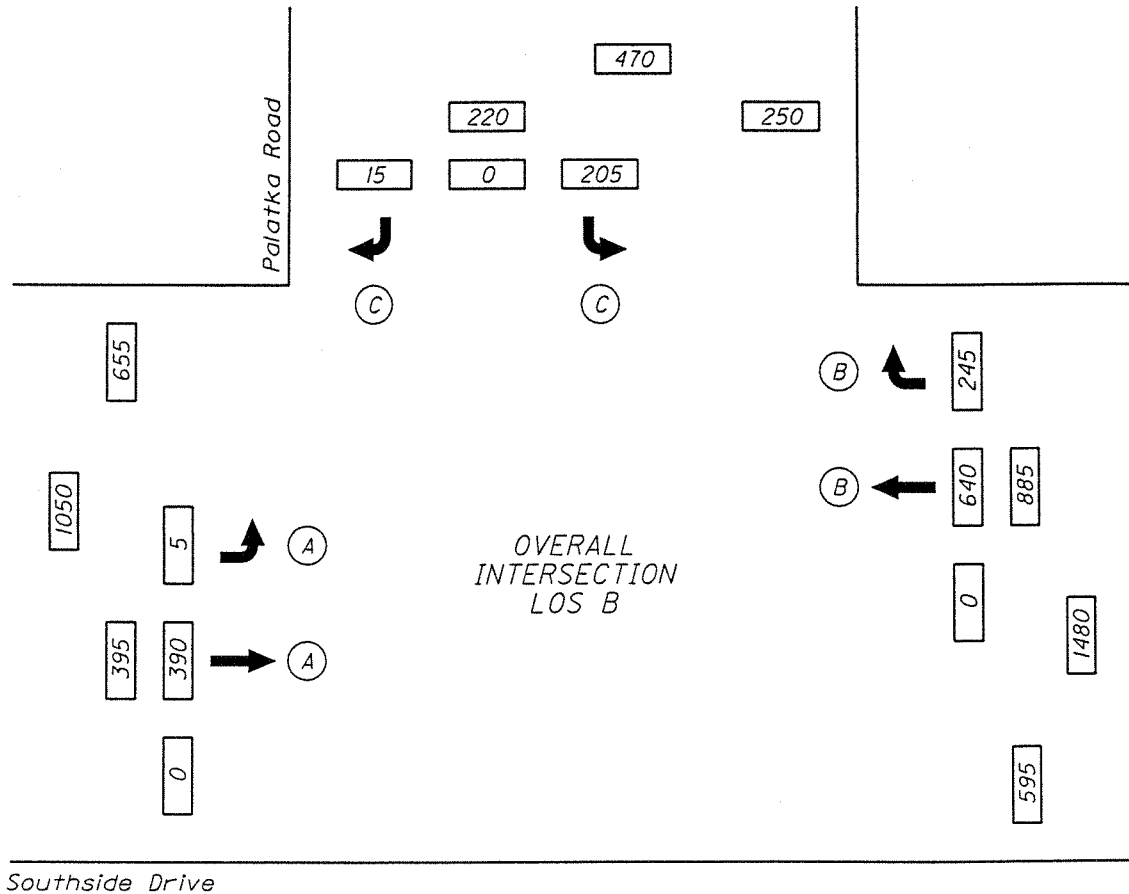 470
220
250
15
0
205
Palatka Road
C
C
655
1050
5
A
395
390
A
0
OVERALL
INTERSECTION
LOS B
B
245
B
640
885
0
1480
595
Southside Drive